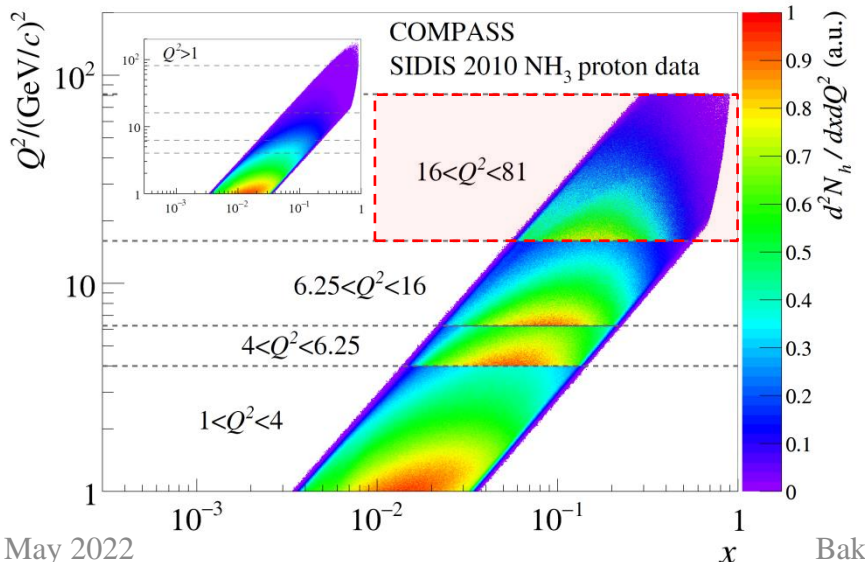 COMPASS
SIDIS 2010 NH₃ proton data
Q²/(GeV/c)²
10²
10
1
Q²>1
10²
10
1
10⁻³
10⁻²
10⁻¹
1
16<Q²<81
6.25<Q²<16
4<Q²<6.25
1<Q²<4
10⁻³
10⁻²
10⁻¹
1
x
1
0.9
0.8
0.7
0.6
0.5
0.4
0.3
0.2
0.1
0
d²N_h / dxdQ² (a.u.)
May 2022
Bak